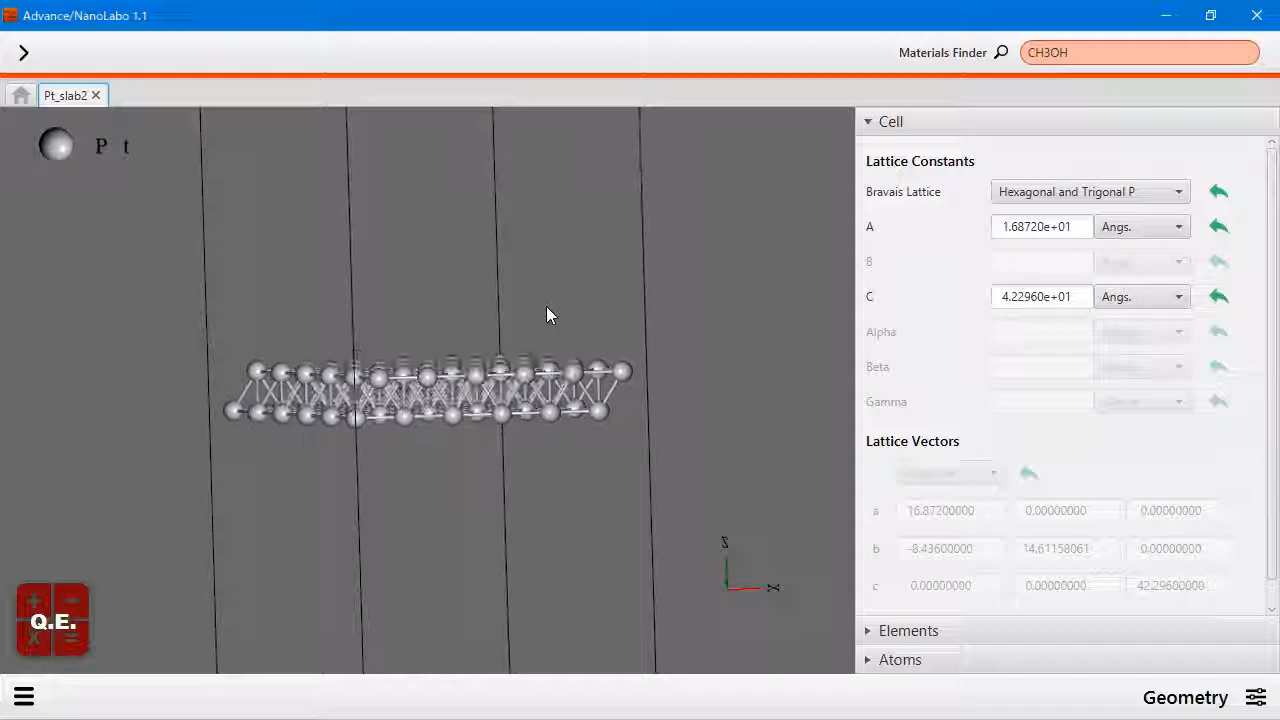 Advance/NanoLabo 1.1
Materials Finder CH3OH
Pt_slab2
P t
Cell
Lattice Constants
Bravais Lattice Hexagonal and Trigonal P
A 1.68720e+01 Angs.
B
C 4.22960e+01 Angs.
Alpha
Beta
Gamma
Lattice Vectors
a 16.87200000 0.00000000 0.00000000
b -8.43600000 14.61158061 0.00000000
c 0.00000000 0.00000000 42.29600000
Z
X
Q.E.
Elements
Atoms
Geometry